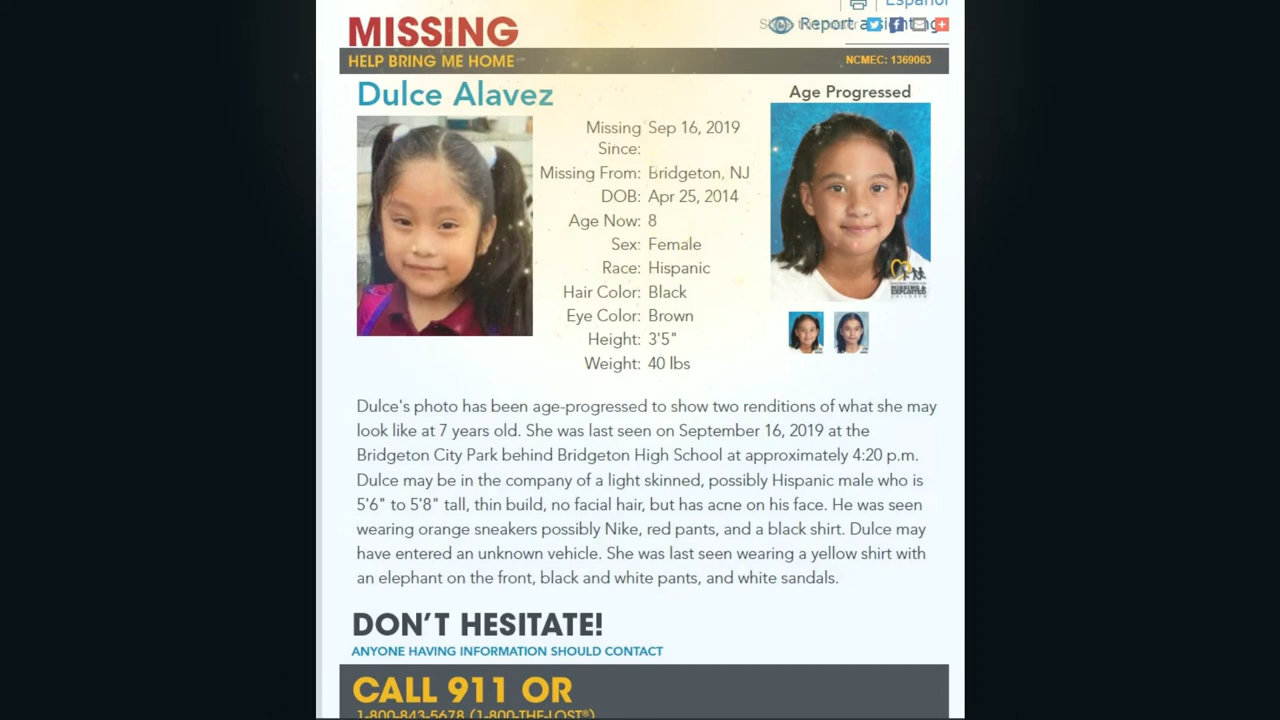 Español
MISSING
Report a sighting
HELP BRING ME HOME
NCMEC: 1369063
Dulce Alavez
Age Progressed
Missing Since: Sep 16, 2019
Missing From: Bridgeton, NJ
DOB: Apr 25, 2014
Age Now: 8
Sex: Female
Race: Hispanic
Hair Color: Black
Eye Color: Brown
Height: 3'5"
Weight: 40 lbs
MISSING &
EXPLOITED
CHILDREN
Dulce's photo has been age-progressed to show two renditions of what she may
look like at 7 years old. She was last seen on September 16, 2019 at the
Bridgeton City Park behind Bridgeton High School at approximately 4:20 p.m.
Dulce may be in the company of a light skinned, possibly Hispanic male who is
5'6" to 5'8" tall, thin build, no facial hair, but has acne on his face. He was seen
wearing orange sneakers possibly Nike, red pants, and a black shirt. Dulce may
have entered an unknown vehicle. She was last seen wearing a yellow shirt with
an elephant on the front, black and white pants, and white sandals.
DON'T HESITATE!
ANYONE HAVING INFORMATION SHOULD CONTACT
CALL 911 OR
1-800-843-5678 (1-800-THE-LOST®)